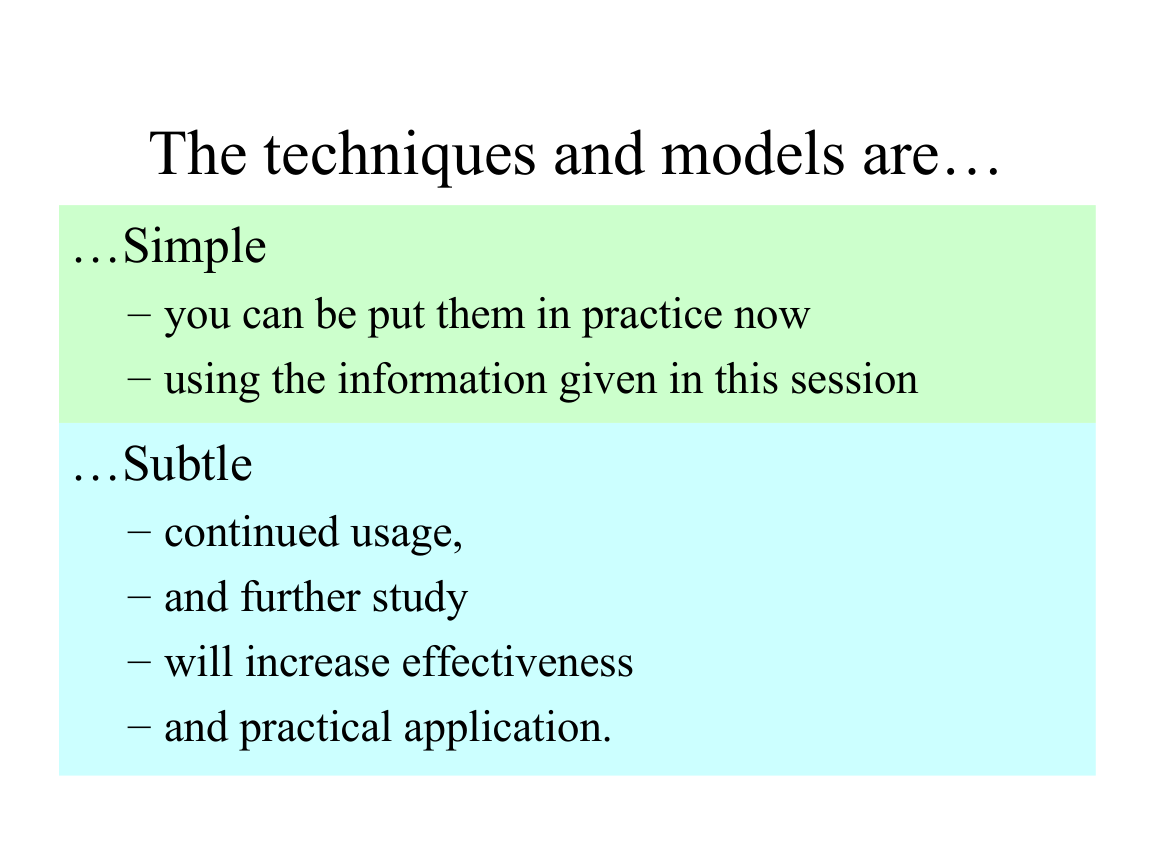 The techniques and models are…
…Simple
– you can be put them in practice now
– using the information given in this session
…Subtle
– continued usage,
– and further study
– will increase effectiveness
– and practical application.